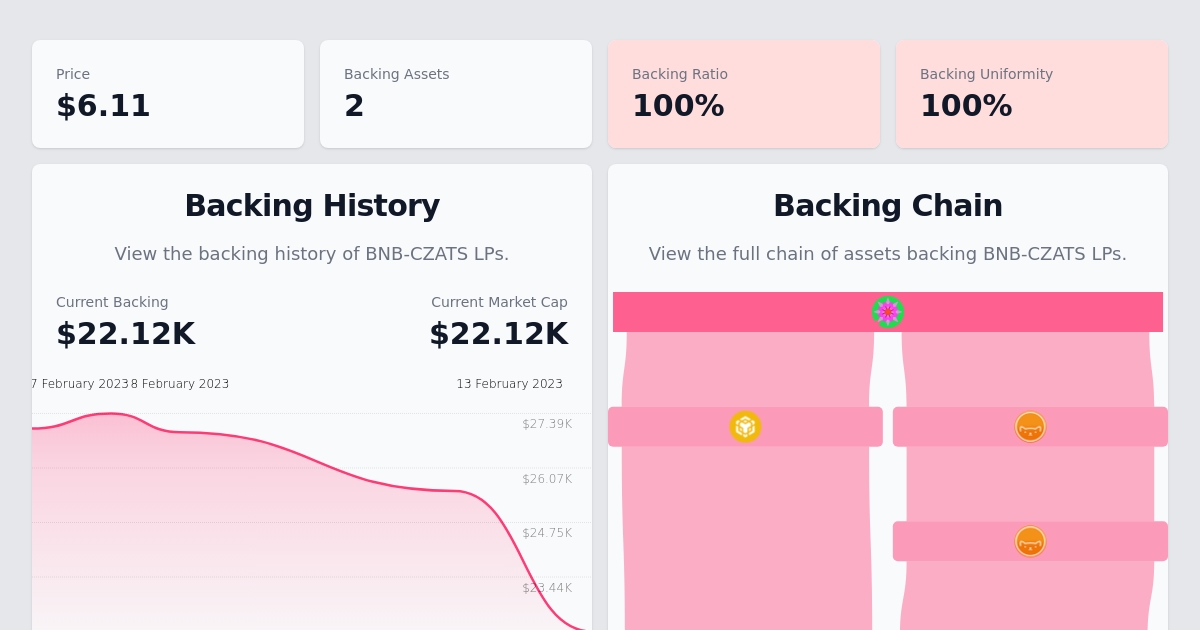 Price
$6.11
Backing Assets
2
Backing Ratio
100%
Backing Uniformity
100%
Backing History
View the backing history of BNB-CZATS LPs.
Current Backing
$22.12K
Current Market Cap
$22.12K
7 February 2023
8 February 2023
13 February 2023
$27.39K
$26.07K
$24.75K
$23.44K
Backing Chain
View the full chain of assets backing BNB-CZATS LPs.